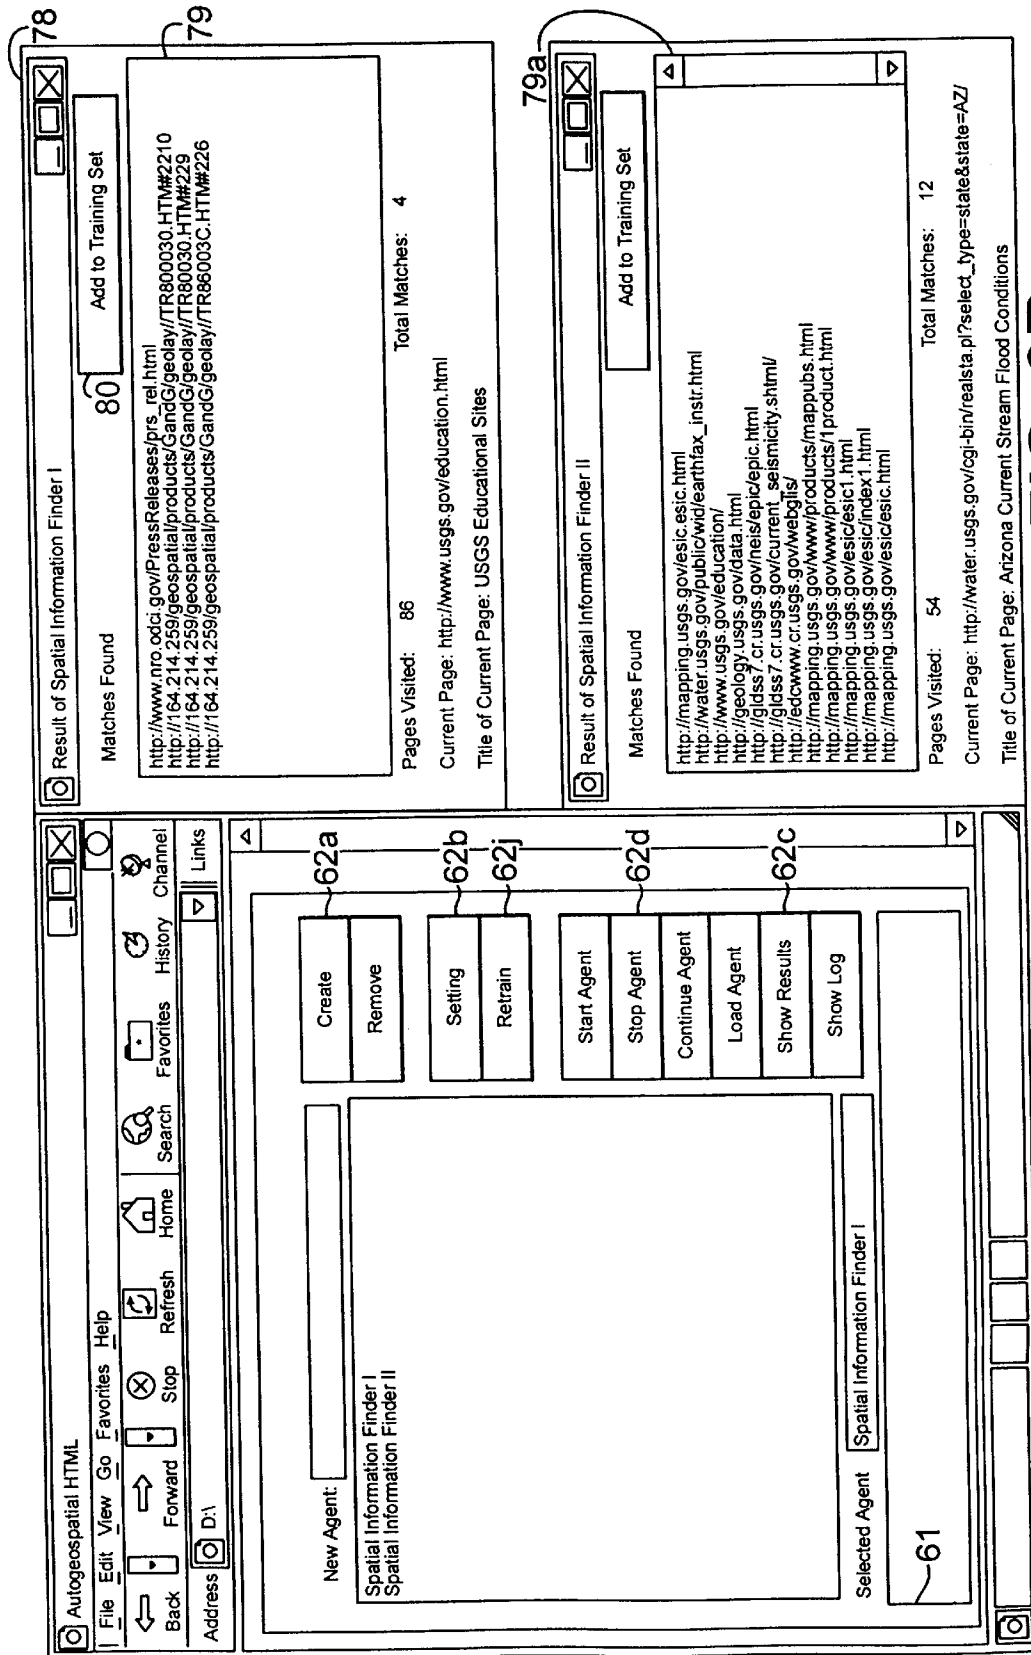 Autogeospatial HTML
File Edit View Go Favorites Help
Back Forward Stop Refresh Home Search Favorites History Channel
Address D:\ Links
New Agent:
Spatial Information Finder I
Spatial Information Finder II
Selected Agent Spatial Information Finder I
61
Create
62a
Remove
Setting
62b
Retrain
62j
Start Agent
Stop Agent
62d
Continue Agent
Load Agent
Show Results
62c
Show Log
78
Result of Spatial Information Finder I
Matches Found
80
Add to Training Set
79
http://www.nro.odci.gov/PressReleases/prs_rel.html
http://164.214.259/geospatial/products/GandG/geolay//TR800030.HTM#2210
http://164.214.259/geospatial/products/GandG/geolay//TR80030.HTM#229
http://164.214.259/geospatial/products/GandG/geolay//TR86003C.HTM#226
Pages Visited: 86 Total Matches: 4
Current Page: http://www.usgs.gov/education.html
Title of Current Page: USGS Educational Sites
79a
Result of Spatial Information Finder II
Matches Found
Add to Training Set
http://mapping.usgs.gov/esic.esic.html
http://water.usgs.gov/public/wid/earthfax_instr.html
http://www.usgs.gov/education/
http://geology.usgs.gov/data.html
http://gldss7.cr.usgs.gov/neis/epic/epic.html
http://gldss7.cr.usgs.gov/current_seismicity.shtml/
http://edcwww.cr.usgs.gov/webglis/
http://mapping.usgs.gov/www/products/mappubs.html
http://mapping.usgs.gov/www/products/1product.html
http://mapping.usgs.gov/esic/esic1.html
http://mapping.usgs.gov/esic/index1.html
http://mapping.usgs.gov/esic/esic.html
Pages Visited: 54 Total Matches: 12
Current Page: http://water.usgs.gov/cgi-bin/realsta.pl?select_type=state&state=AZ/
Title of Current Page: Arizona Current Stream Flood Conditions